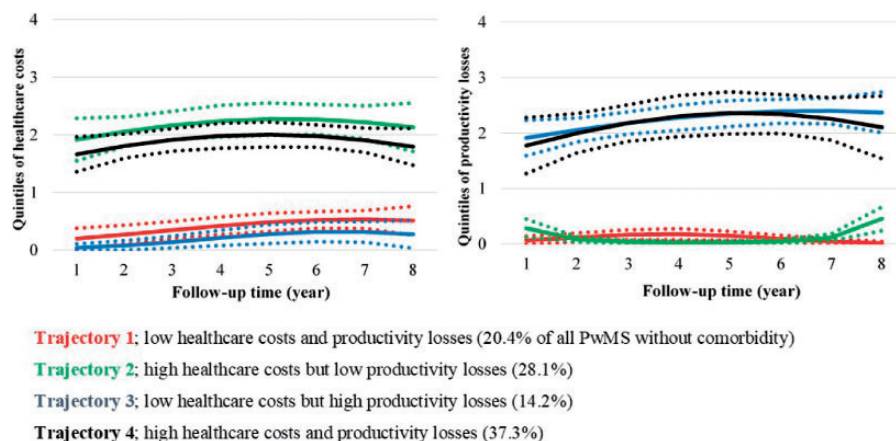 Quintiles of healthcare costs
4
3
2
1
0
1 2 3 4 5 6 7 8
Follow-up time (year)
Quintiles of productivity losses
4
3
2
1
0
1 2 3 4 5 6 7 8
Follow-up time (year)
Trajectory 1; low healthcare costs and productivity losses (20.4% of all PwMS without comorbidity)
Trajectory 2; high healthcare costs but low productivity losses (28.1%)
Trajectory 3; low healthcare costs but high productivity losses (14.2%)
Trajectory 4; high healthcare costs and productivity losses (37.3%)